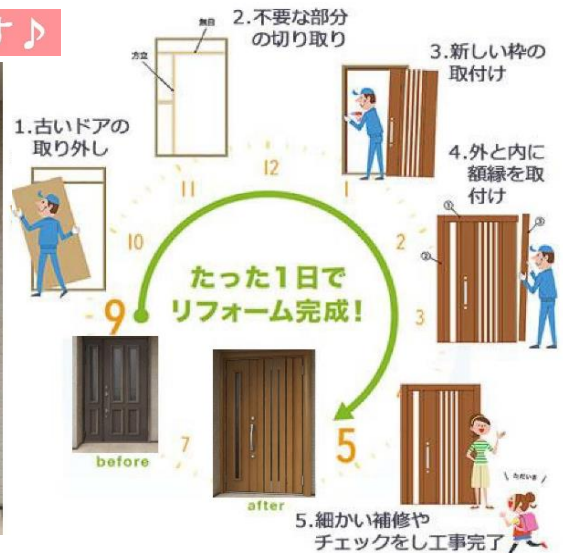 す♪
1.古いドアの
取り外し
2.不要な部分
の切り取り
無目
方立
3.新しい枠の
取付け
4.外と内に
額縁を取
付け
①
②
③
12
11
1
10
2
9
3
7
5
たった1日で
リフォーム完成!
before
after
ただいま
5.細かい補修や
チェックをし工事完了